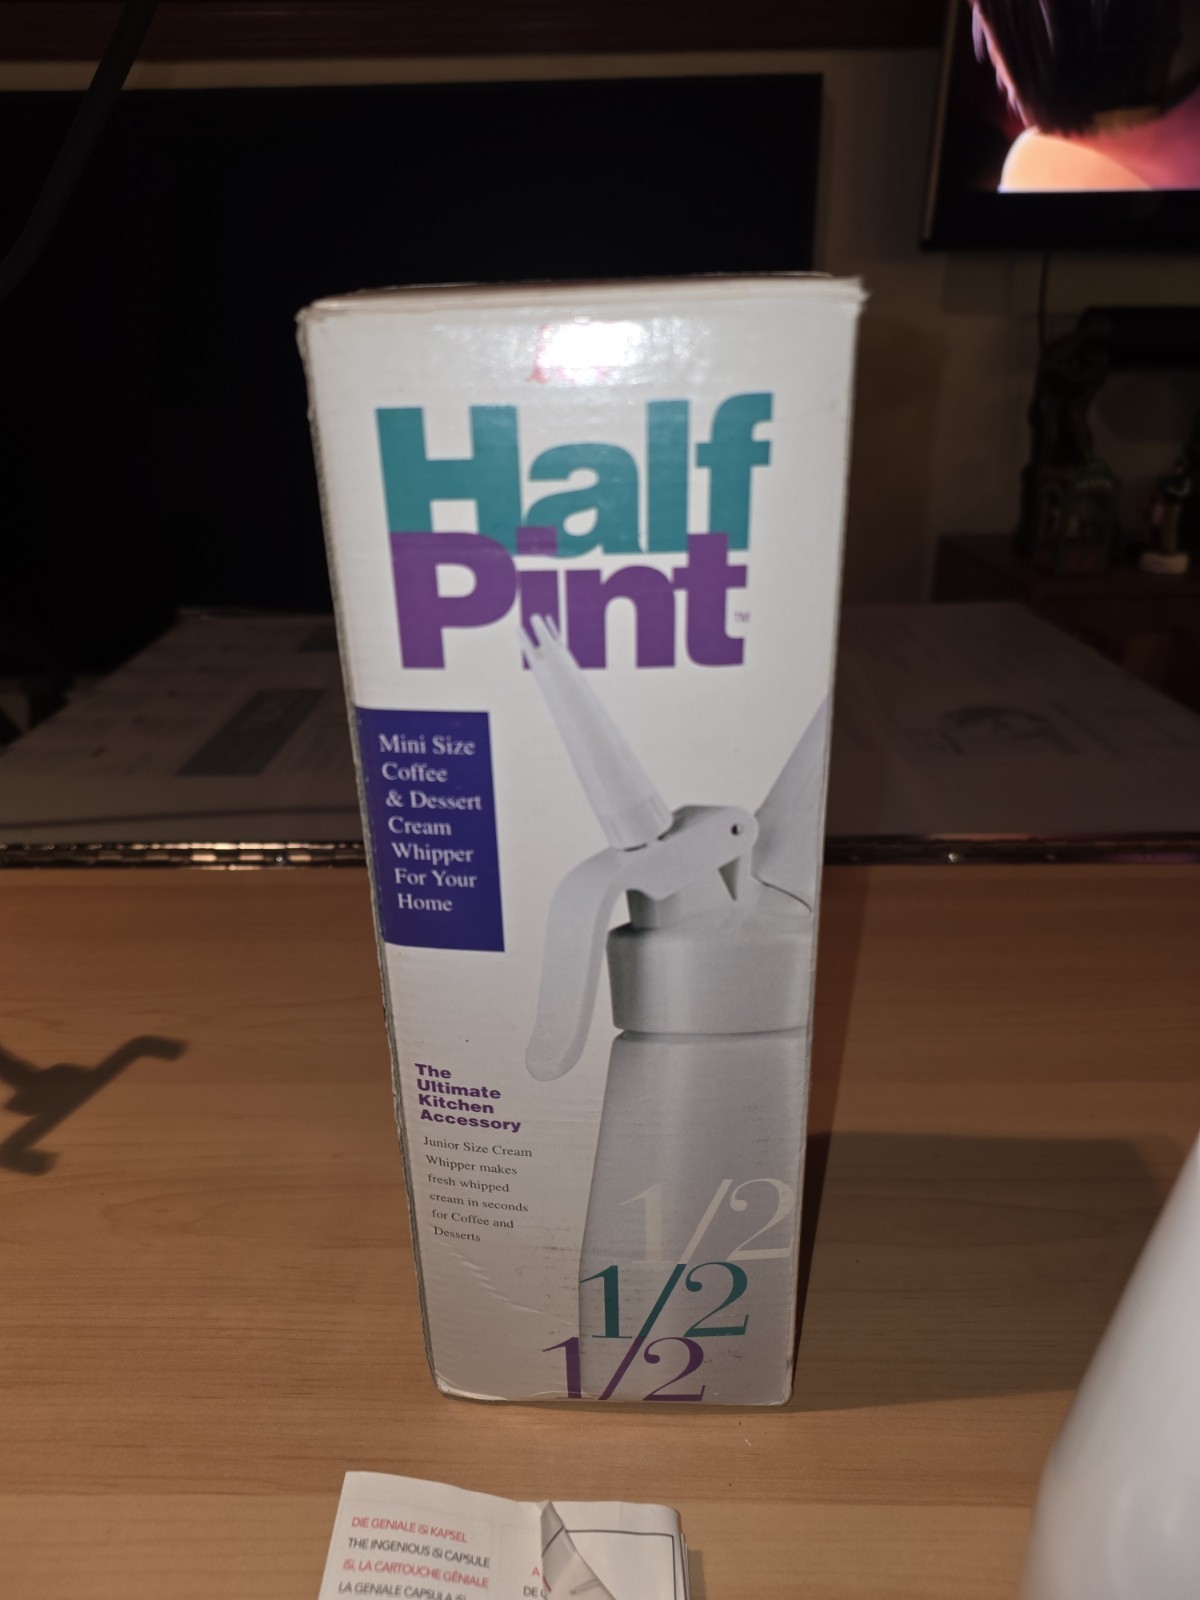 Half
Pint
TM
Mini Size
Coffee
& Dessert
Cream
Whipper
For Your
Home
The
Ultimate
Kitchen
Accessory
Junior Size Cream
Whipper makes
fresh whipped
cream in seconds
for Coffee and
Desserts
1/2
1/2
1/2
DIE GENIALE iSi KAPSEL
THE INGENIOUS iSi CAPSULE
iSi, LA CARTOUCHE GÉNIALE
LA GENIALE CAPSULA iSi
A
DE